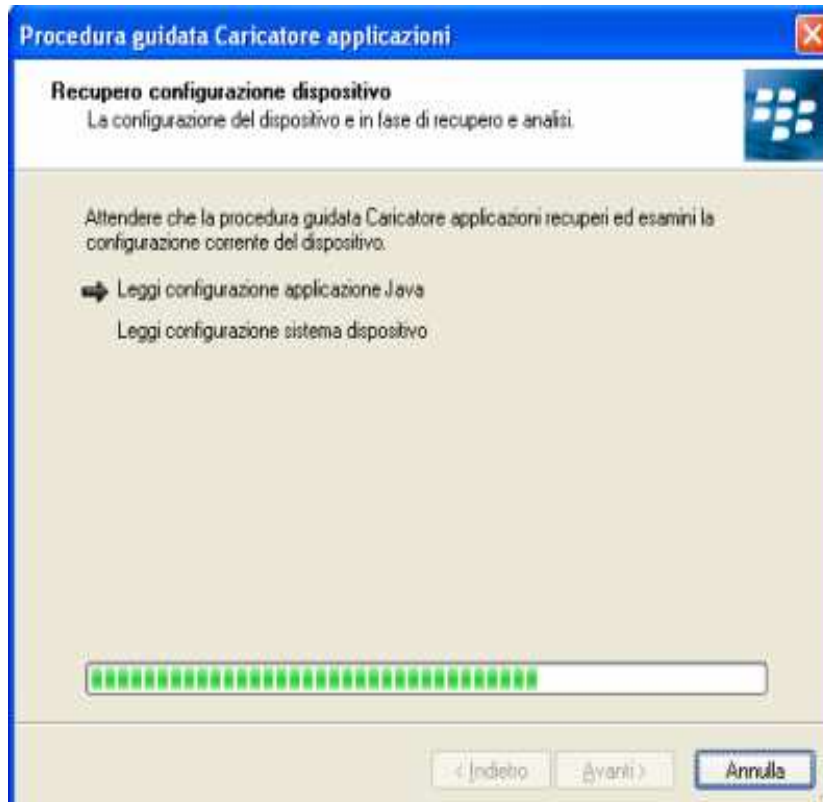 Procedura guidata Caricatore applicazioni
Recupero configurazione dispositivo
La configurazione del dispositivo e in fase di recupero e analisi.
Attendere che la procedura guidata Caricatore applicazioni recuperi ed esamini la
configurazione corrente del dispositivo.
Leggi configurazione applicazione Java
Leggi configurazione sistema dispositivo
< Indietro Avanti > Annulla